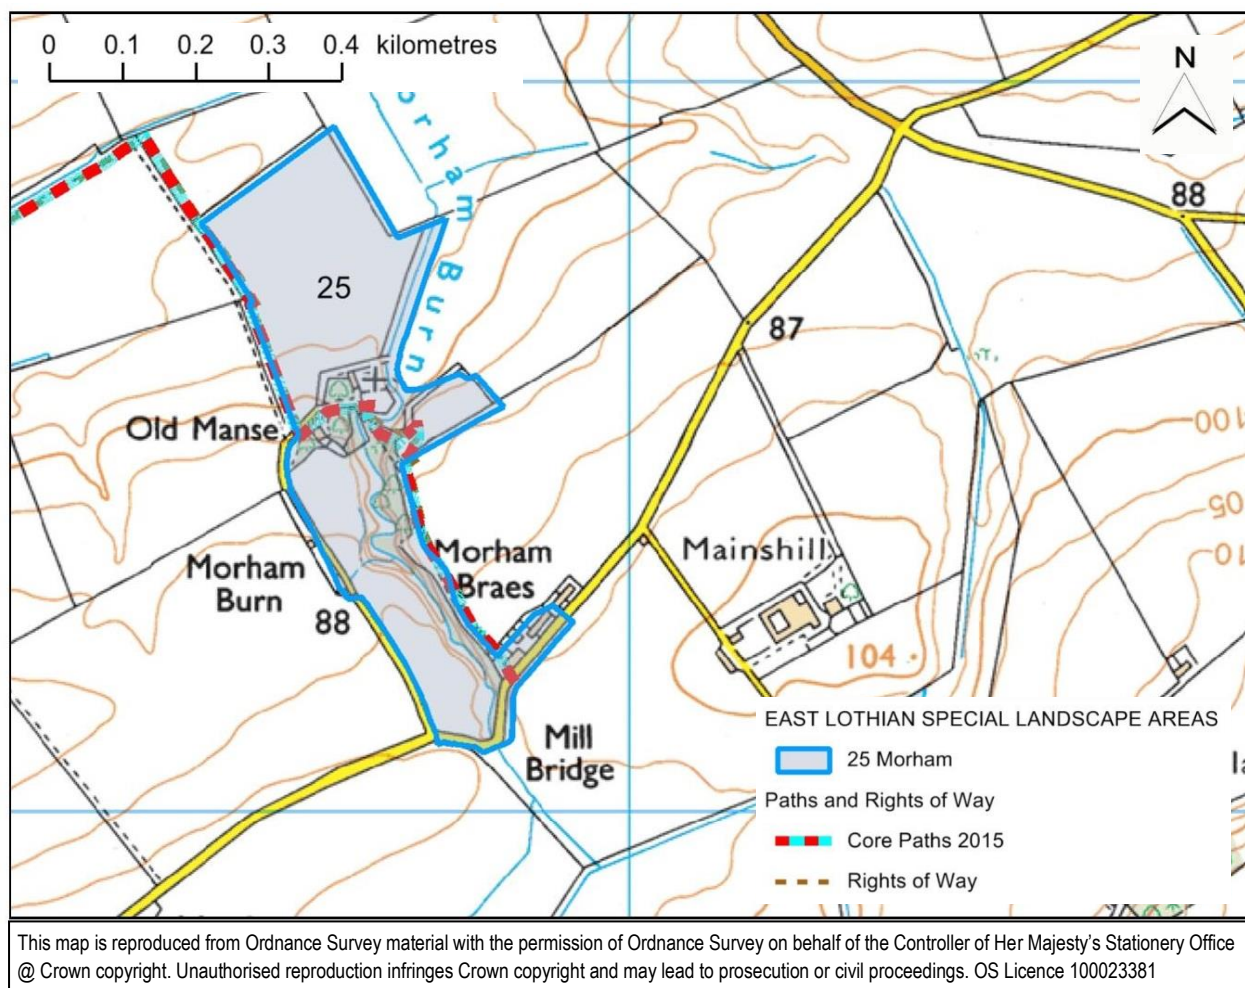 0 0.1 0.2 0.3 0.4 kilometres
N
orham
Burn
88
25
87
Old Manse
100
Mainshill
05
Morham
Braes
10
Morham
Burn
88
104
EAST LOTHIAN SPECIAL LANDSCAPE AREAS
25 Morham
Mill
Bridge
Paths and Rights of Way
Core Paths 2015
Rights of Way
This map is reproduced from Ordnance Survey material with the permission of Ordnance Survey on behalf of the Controller of Her Majesty's Stationery Office
@ Crown copyright. Unauthorised reproduction infringes Crown copyright and may lead to prosecution or civil proceedings. OS Licence 100023381